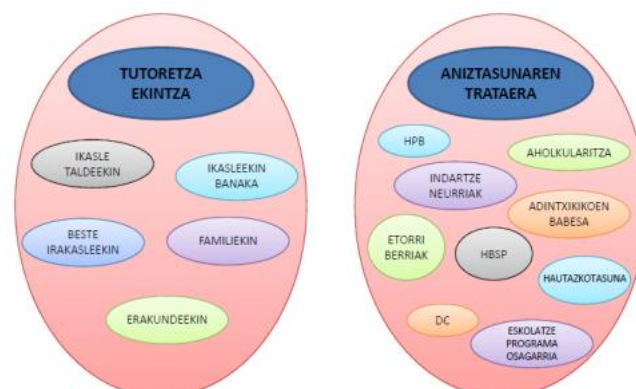 TUTORETZA
EKINTZA
IKASLE
TALDEEKIN
IKASLEEKIN
BANAKA
BESTE
IRAKASLEEKIN
FAMILIEKIN
ERAKUNDEEKIN
ANIZTASUNAREN
TRATAERA
HPB
AHOLKULARITZA
INDARTZE
NEURRIAK
ADINTXIKIKOEN
BABESA
ETORRI
BERRIAK
HBSP
HAUTAZKOTASUNA
DC
ESKOLATZE
PROGRAMA
OSAGARRIA